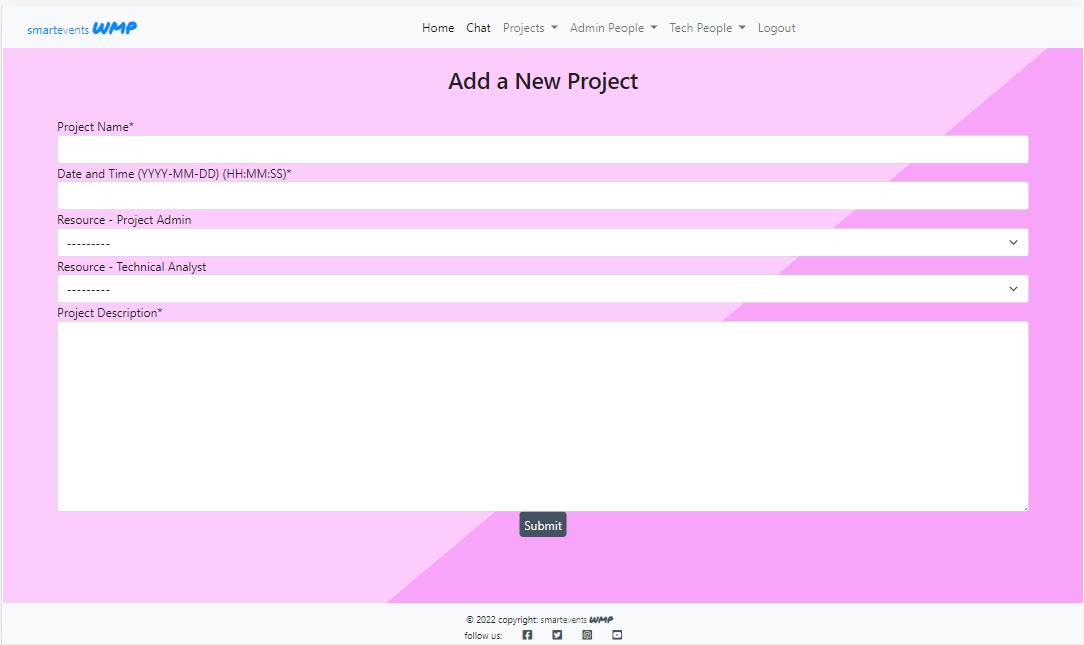 smartevents WMP Home Chat Projects Admin People Tech People Logout
Add a New Project
Project Name*
Date and Time (YYYY-MM-DD) (HH:MM:SS)*
Resource - Project Admin
---------
Resource - Technical Analyst
---------
Project Description*
Submit
© 2022 copyright: smartevents WMP
follow us: